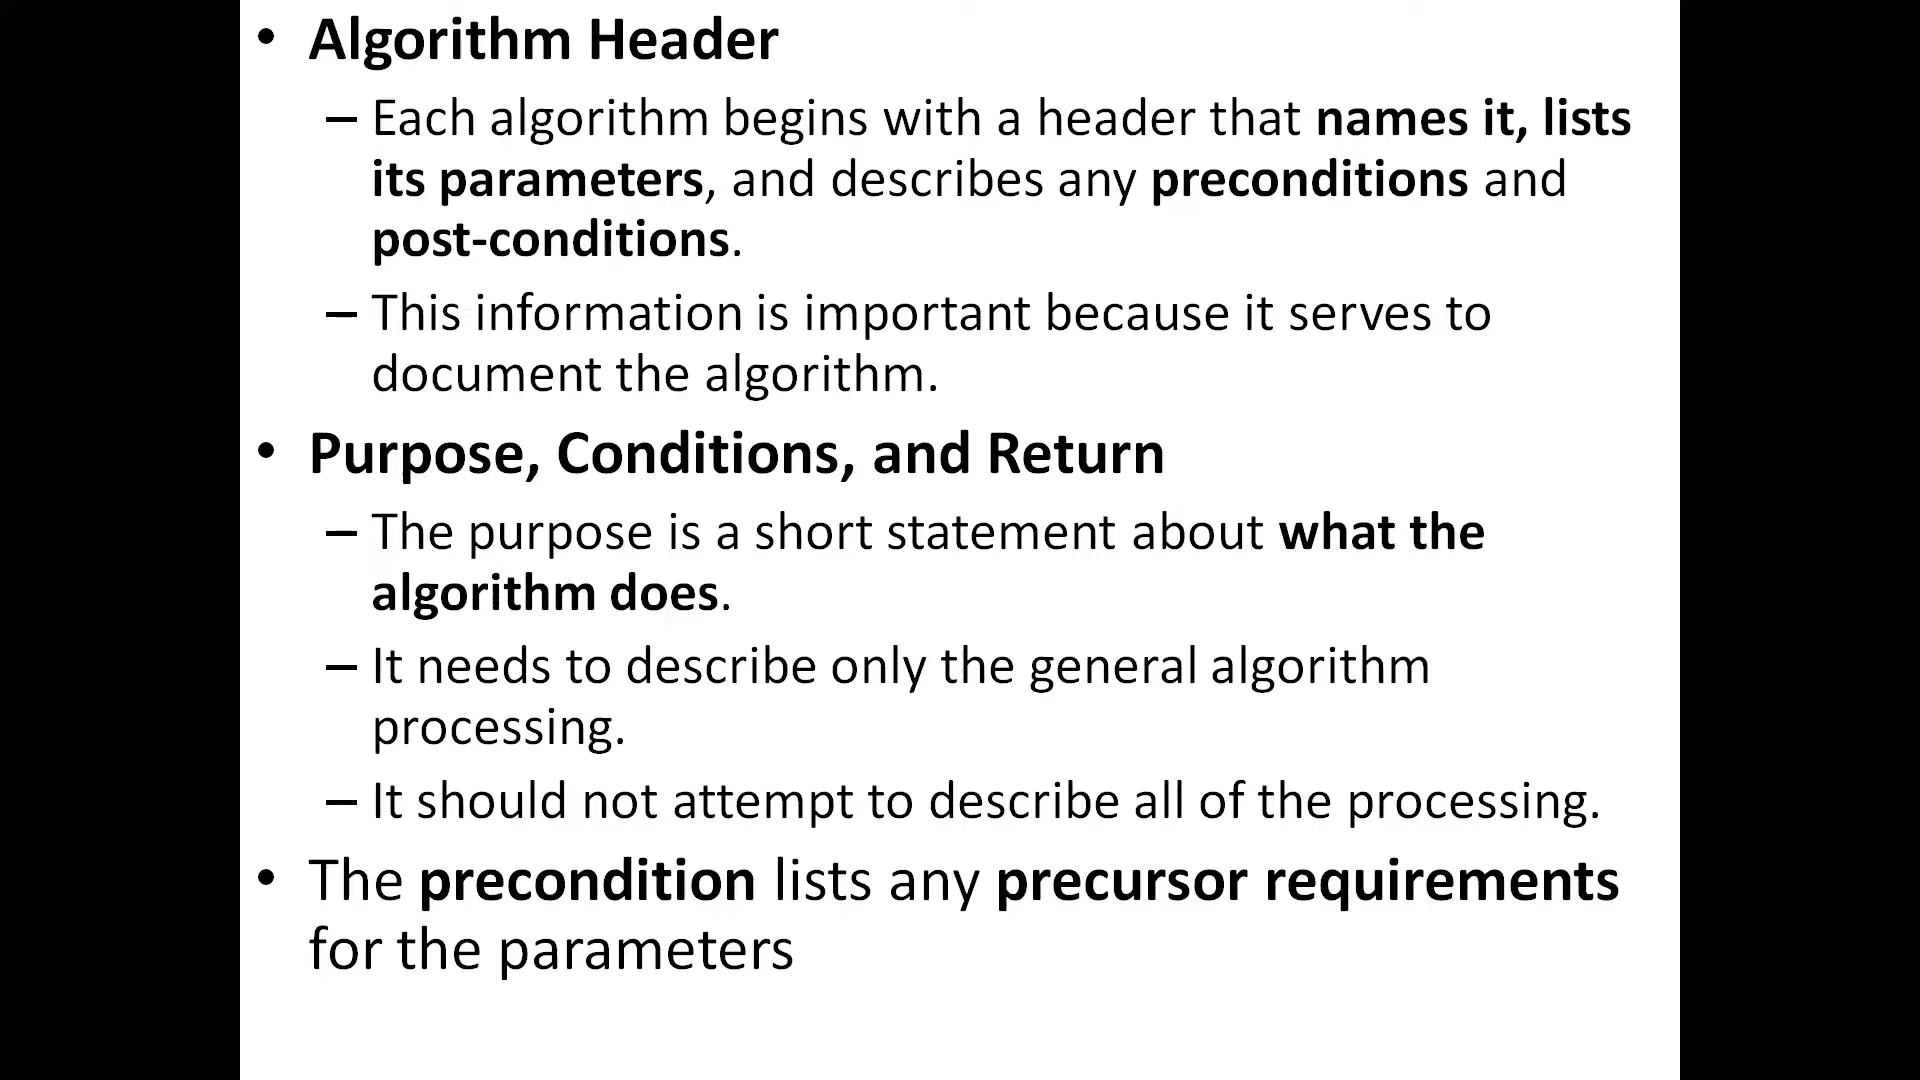 • Algorithm Header
– Each algorithm begins with a header that names it, lists
its parameters, and describes any preconditions and
post-conditions.
– This information is important because it serves to
document the algorithm.
• Purpose, Conditions, and Return
– The purpose is a short statement about what the
algorithm does.
– It needs to describe only the general algorithm
processing.
– It should not attempt to describe all of the processing.
• The precondition lists any precursor requirements
for the parameters